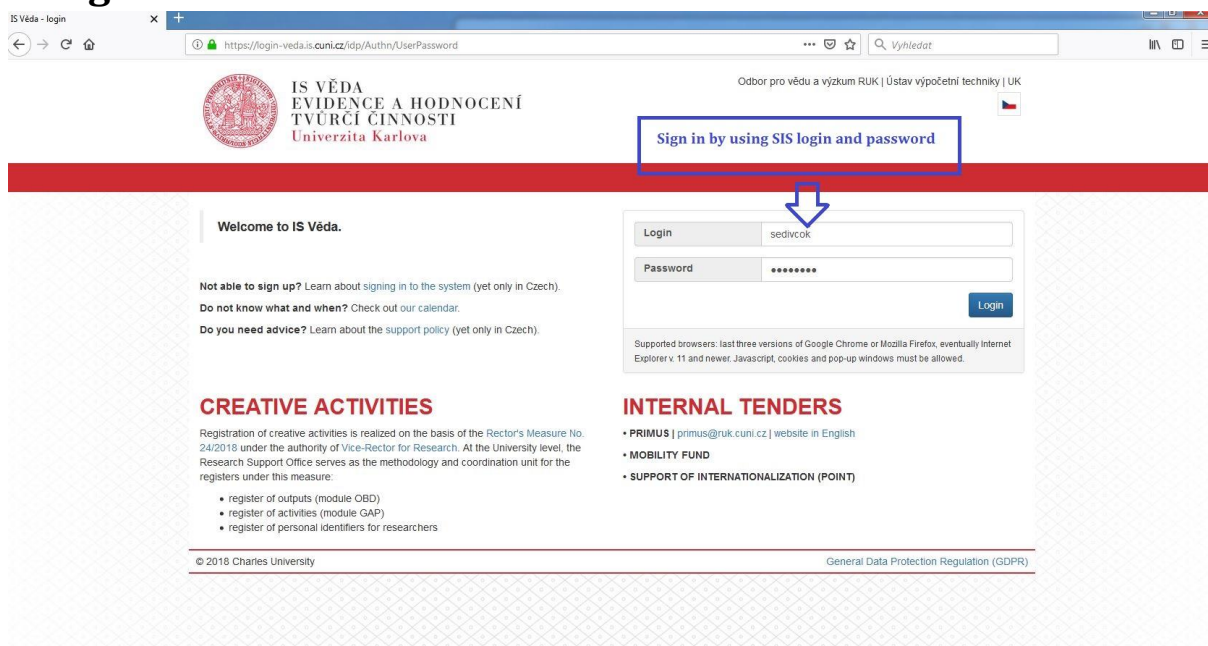 IS Věda - login
https://login-veda.is.cuni.cz/idp/Authn/UserPassword
Vyhledat
IS VĚDA
EVIDENCE A HODNOCENÍ
TVŮRČÍ ČINNOSTI
Univerzita Karlova
Odbor pro vědu a výzkum RUK | Ústav výpočetní techniky | UK
Sign in by using SIS login and password
Welcome to IS Věda.
Not able to sign up? Learn about signing in to the system (yet only in Czech).
Do not know what and when? Check out our calendar.
Do you need advice? Learn about the support policy (yet only in Czech).
Login sedivcok
Password ••••••••
Login
Supported browsers: last three versions of Google Chrome or Mozilla Firefox, eventually Internet
Explorer v. 11 and newer. Javascript, cookies and pop-up windows must be allowed.
CREATIVE ACTIVITIES
Registration of creative activities is realized on the basis of the Rector's Measure No.
24/2018 under the authority of Vice-Rector for Research. At the University level, the
Research Support Office serves as the methodology and coordination unit for the
registers under this measure:
• register of outputs (module OBD)
• register of activities (module GAP)
• register of personal identifiers for researchers
INTERNAL TENDERS
• PRIMUS | primus@ruk.cuni.cz | website in English
• MOBILITY FUND
• SUPPORT OF INTERNATIONALIZATION (POINT)
© 2018 Charles University
General Data Protection Regulation (GDPR)